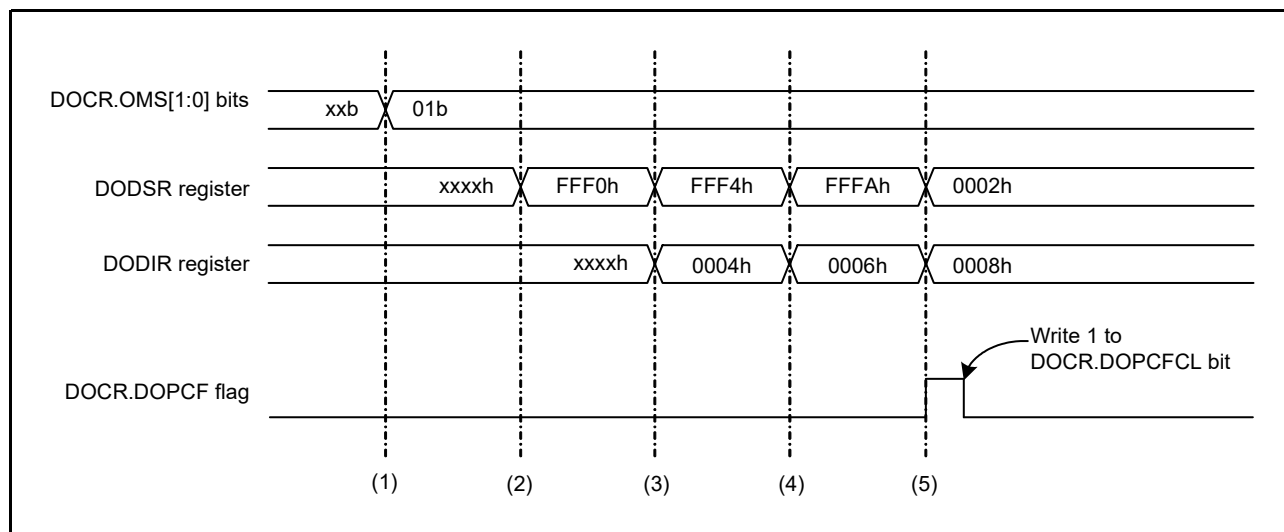 DOCR.OMS[1:0] bits xxb 01b
DODSR register xxxxh FFF0h FFF4h FFFAh 0002h
DODIR register xxxxh 0004h 0006h 0008h
Write 1 to
DOCR.DOPCFCL bit
DOCR.DOPCF flag
(1) (2) (3) (4) (5)